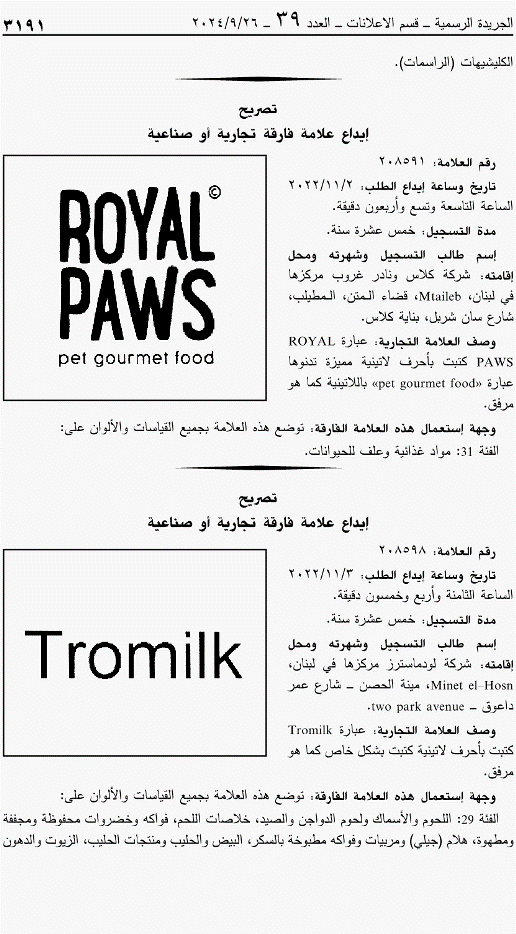 الجريدة الرسمية ــ قسم الاعلانات ــ العدد ٣٩ ــ ٢٠٢٤/٩/٢٦
٣١٩١
الكليشيهات (الراسمات).
تصريح
إيداع علامة فارقة تجارية أو صناعية
رقم العلامة: ٢٠٨٥٩١
تاريخ وساعة إيداع الطلب: ٢٠٢٢/١١/٢
الساعة التاسعة وتسع وأربعون دقيقة.
مدة التسجيل: خمس عشرة سنة.
إسم طالب التسجيل وشهرته ومحل
إقامته: شركة كلاس ونادر غروب مركزها
في لبنان، Mtaileb، قضاء المتن، المطيلب،
شارع سان شربل، بناية كلاس.
وصف العلامة التجارية: عبارة ROYAL
PAWS كتبت بأحرف لاتينية مميزة تدنوها
عبارة «pet gourmet food» باللاتينية كما هو
مرفق.
ROYAL©
PAWS
pet gourmet food
وجهة إستعمال هذه العلامة الفارقة: توضع هذه العلامة بجميع القياسات والألوان على:
الفئة 31: مواد غذائية وعلف للحيوانات.
تصريح
إيداع علامة فارقة تجارية أو صناعية
رقم العلامة: ٢٠٨٥٩٨
تاريخ وساعة إيداع الطلب: ٢٠٢٢/١١/٣
الساعة الثامنة وأربع وخمسون دقيقة.
مدة التسجيل: خمس عشرة سنة.
إسم طالب التسجيل وشهرته ومحل
إقامته: شركة لودماسترز مركزها في لبنان،
Minet el–Hosn، مينة الحصن ــ شارع عمر
داعوق ــ two park avenue.
وصف العلامة التجارية: عبارة Tromilk
كتبت بأحرف لاتينية كتبت بشكل خاص كما هو
مرفق.
Tromilk
وجهة إستعمال هذه العلامة الفارقة: توضع هذه العلامة بجميع القياسات والألوان على:
الفئة 29: اللحوم والأسماك ولحوم الدواجن والصيد، خلاصات اللحم، فواكه وخضروات محفوظة ومجففة
ومطهوة، هلام (جيلي) ومربيات وفواكه مطبوخة بالسكر، البيض والحليب ومنتجات الحليب، الزيوت والدهون